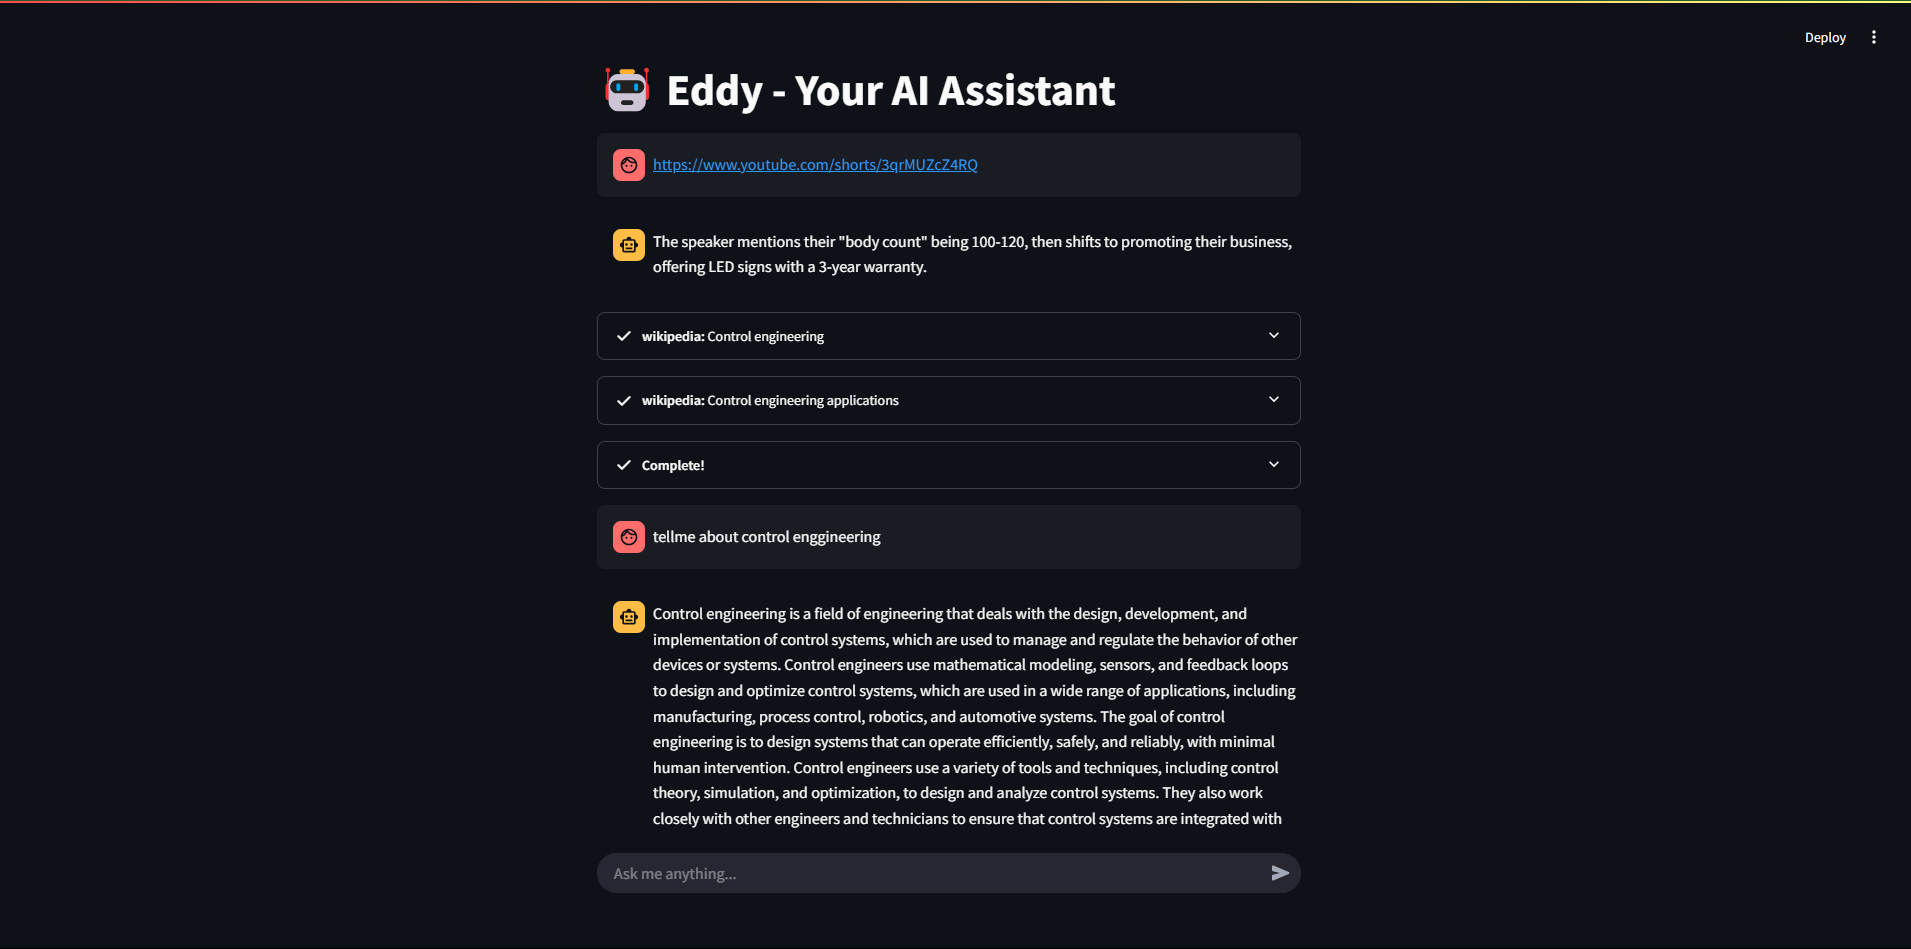 Deploy
Eddy - Your AI Assistant
https://www.youtube.com/shorts/3qrMUZcZ4RQ
The speaker mentions their "body count" being 100-120, then shifts to promoting their business,
offering LED signs with a 3-year warranty.
wikipedia: Control engineering
wikipedia: Control engineering applications
Complete!
tellme about control enggineering
Control engineering is a field of engineering that deals with the design, development, and
implementation of control systems, which are used to manage and regulate the behavior of other
devices or systems. Control engineers use mathematical modeling, sensors, and feedback loops
to design and optimize control systems, which are used in a wide range of applications, including
manufacturing, process control, robotics, and automotive systems. The goal of control
engineering is to design systems that can operate efficiently, safely, and reliably, with minimal
human intervention. Control engineers use a variety of tools and techniques, including control
theory, simulation, and optimization, to design and analyze control systems. They also work
closely with other engineers and technicians to ensure that control systems are integrated with
Ask me anything...